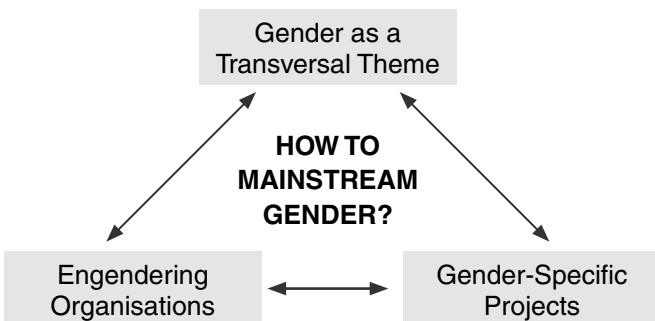 Gender as a
Transversal Theme
HOW TO
MAINSTREAM
GENDER?
Engendering
Organisations
Gender-Specific
Projects